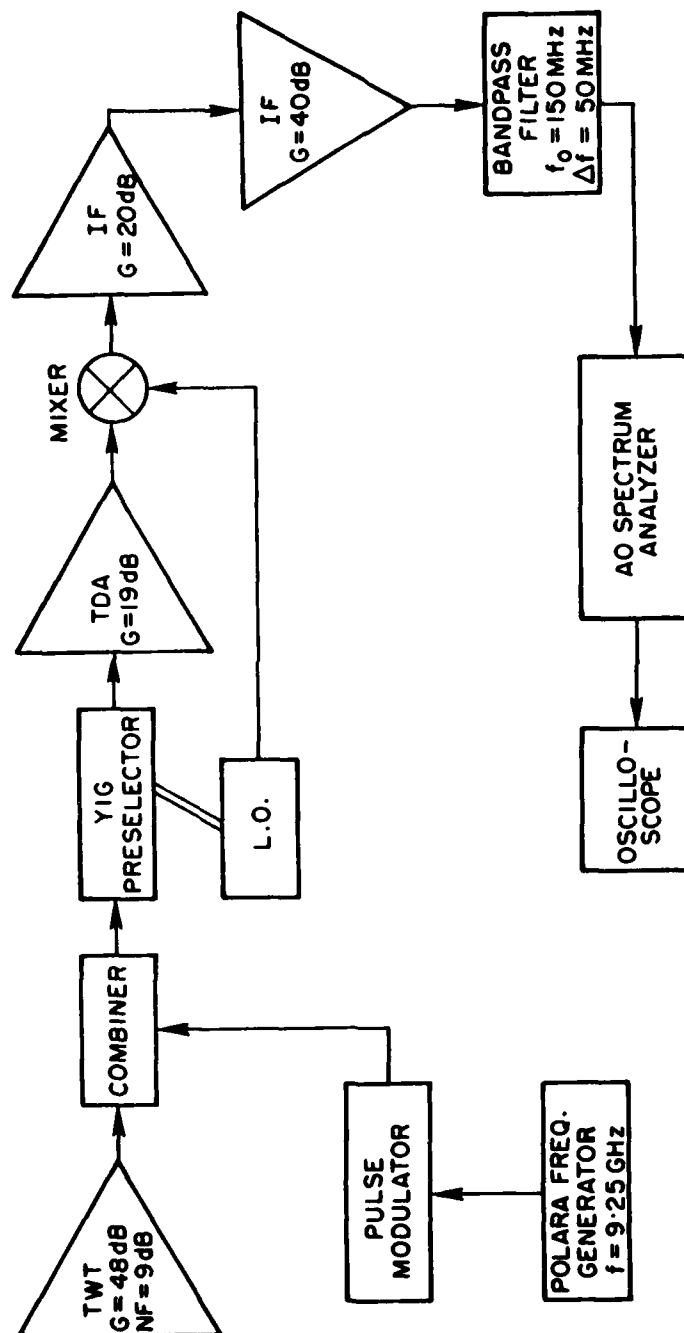 TWT
G=48dB
NF=9dB
COMBINER
YIG
PRESELECTOR
TDA
G=19dB
MIXER
IF
G=20dB
IF
G=40dB
L.O.
PULSE
MODULATOR
POLARA FREQ.
GENERATOR
f=9.25GHz
OSCILLO-
SCOPE
AO SPECTRUM
ANALYZER
BANDPASS
FILTER
f₀=150MHz
Δf = 50MHz